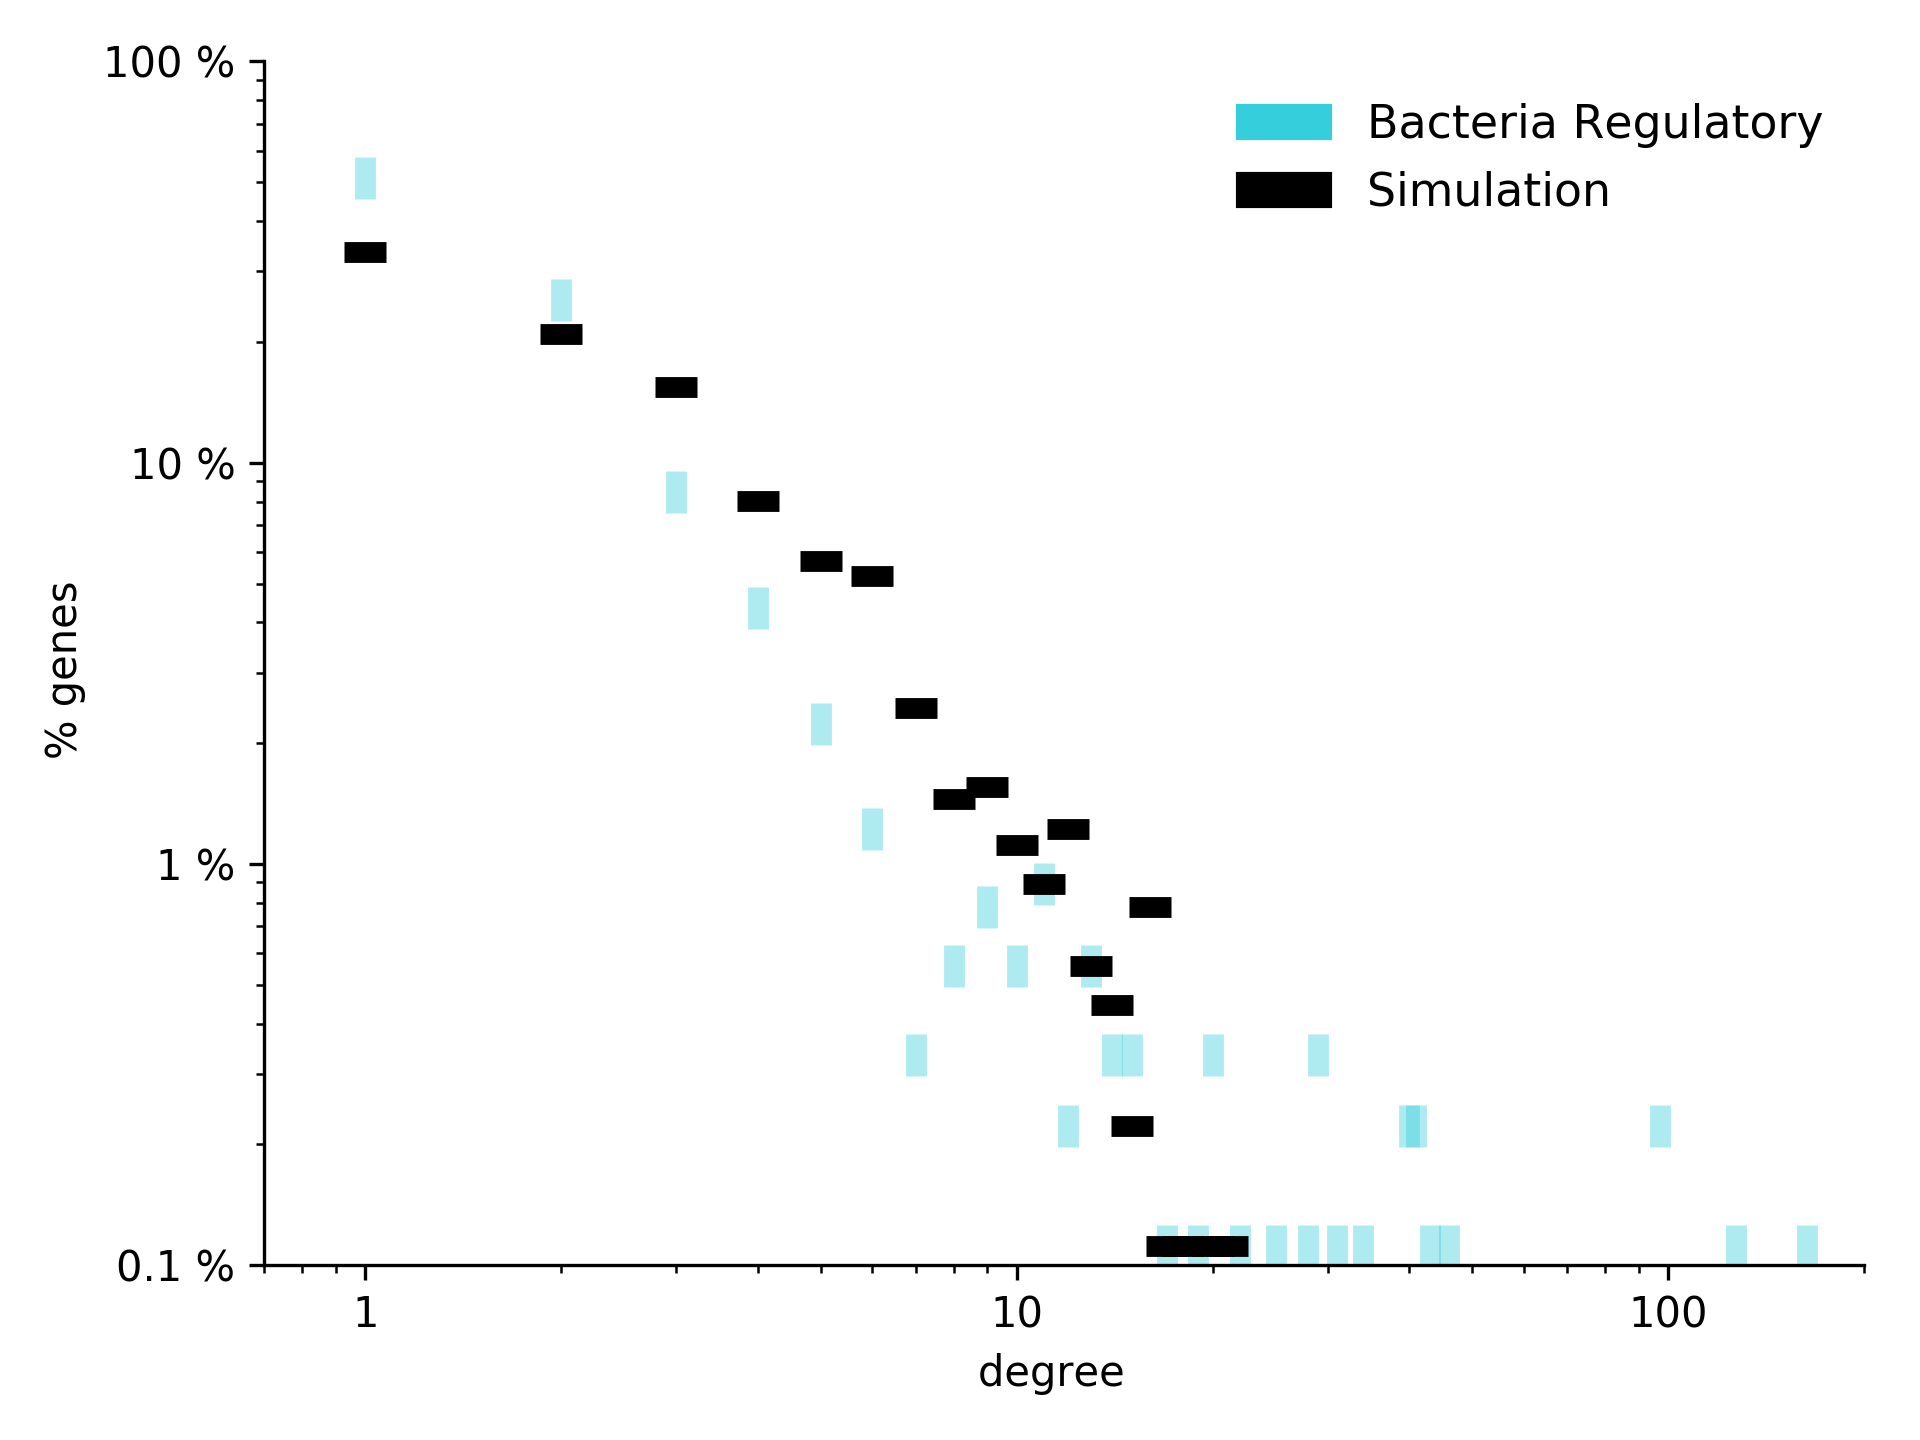 100 %
10 %
1 %
0.1 %
% genes
1
10
100
degree
Bacteria Regulatory
Simulation